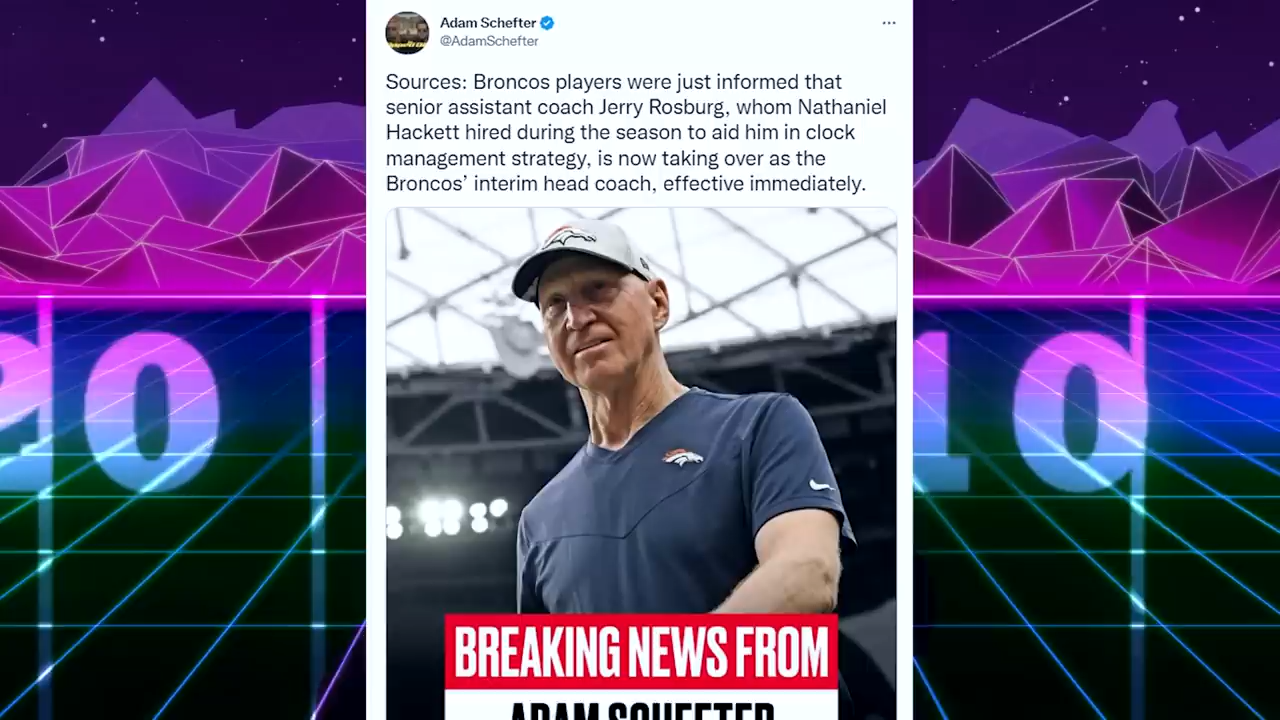 Adam Schefter
@AdamSchefter
Sources: Broncos players were just informed that
senior assistant coach Jerry Rosburg, whom Nathaniel
Hackett hired during the season to aid him in clock
management strategy, is now taking over as the
Broncos’ interim head coach, effective immediately.
BREAKING NEWS FROM
ADAM SCHEFTER